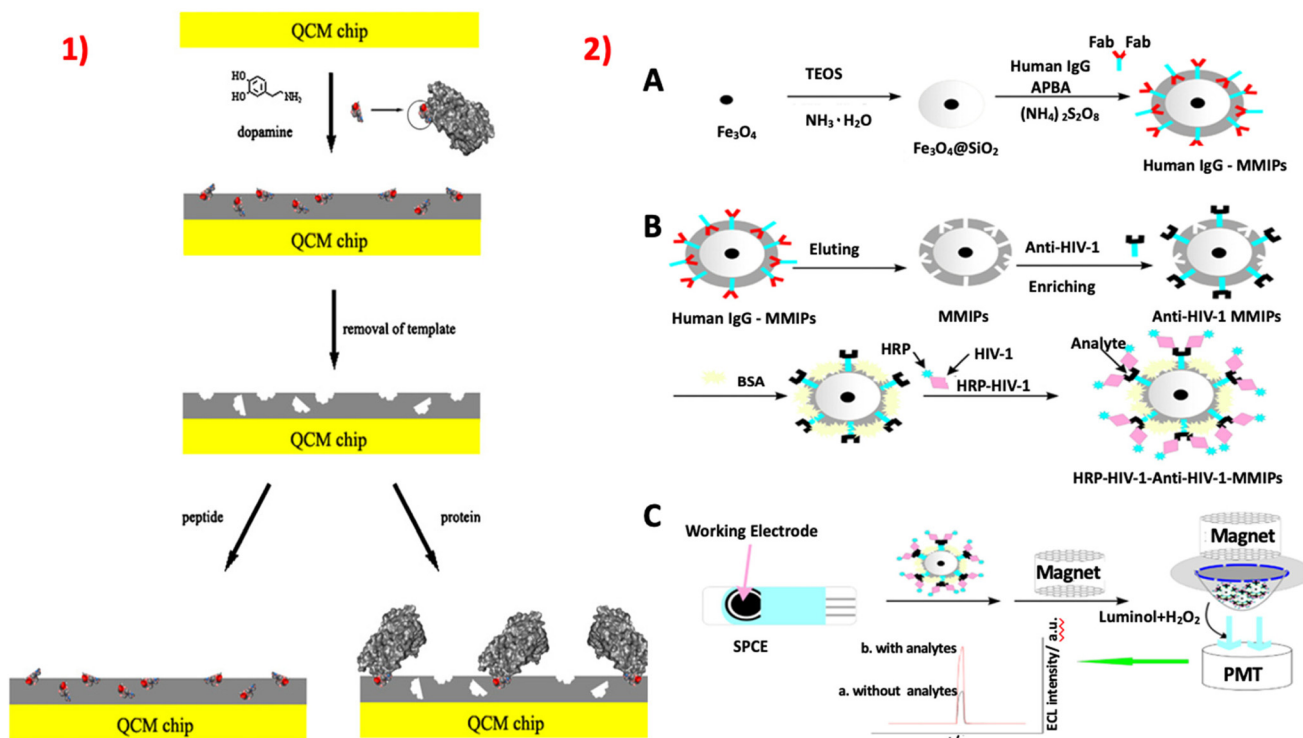 1)
QCM chip
HO
HO
NH2
dopamine
QCM chip
removal of template
QCM chip
peptide
protein
QCM chip
QCM chip
2)
A
Fe3O4
TEOS
NH3·H2O
Fe3O4@SiO2
Fab Fab
Human IgG
APBA
(NH4)2S2O8
Human IgG - MMIPs
B
Human IgG - MMIPs
Eluting
MMIPs
Anti-HIV-1
Enriching
Anti-HIV-1 MMIPs
BSA
HRP
HIV-1
HRP-HIV-1
Analyte
HRP-HIV-1-Anti-HIV-1-MMIPs
C
Working Electrode
SPCE
Magnet
Magnet
Luminol+H2O2
PMT
b. with analytes
a. without analytes
ECL intensity/ a.u.